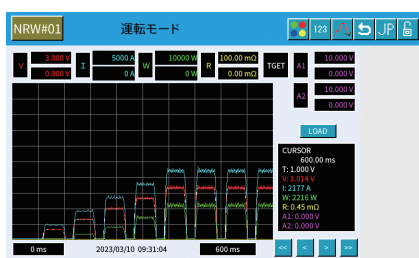 NRW#01 運転モード 123 JP
V 3.000 V I 5000 A W 10000 W R 100.00 mΩ TGET A1 10.000 V
0.000 V 0 A 0 W 0.00 mΩ 0.000 V
A2 10.000 V
0.000 V
LOAD
CURSOR
600.00 ms
T: 1.000 V
V: 1.014 V
I: 2177 A
W: 2216 W
R: 0.45 mΩ
A1: 0.000 V
A2: 0.000 V
0 ms 2023/03/10 09:31:04 600 ms << < > >>